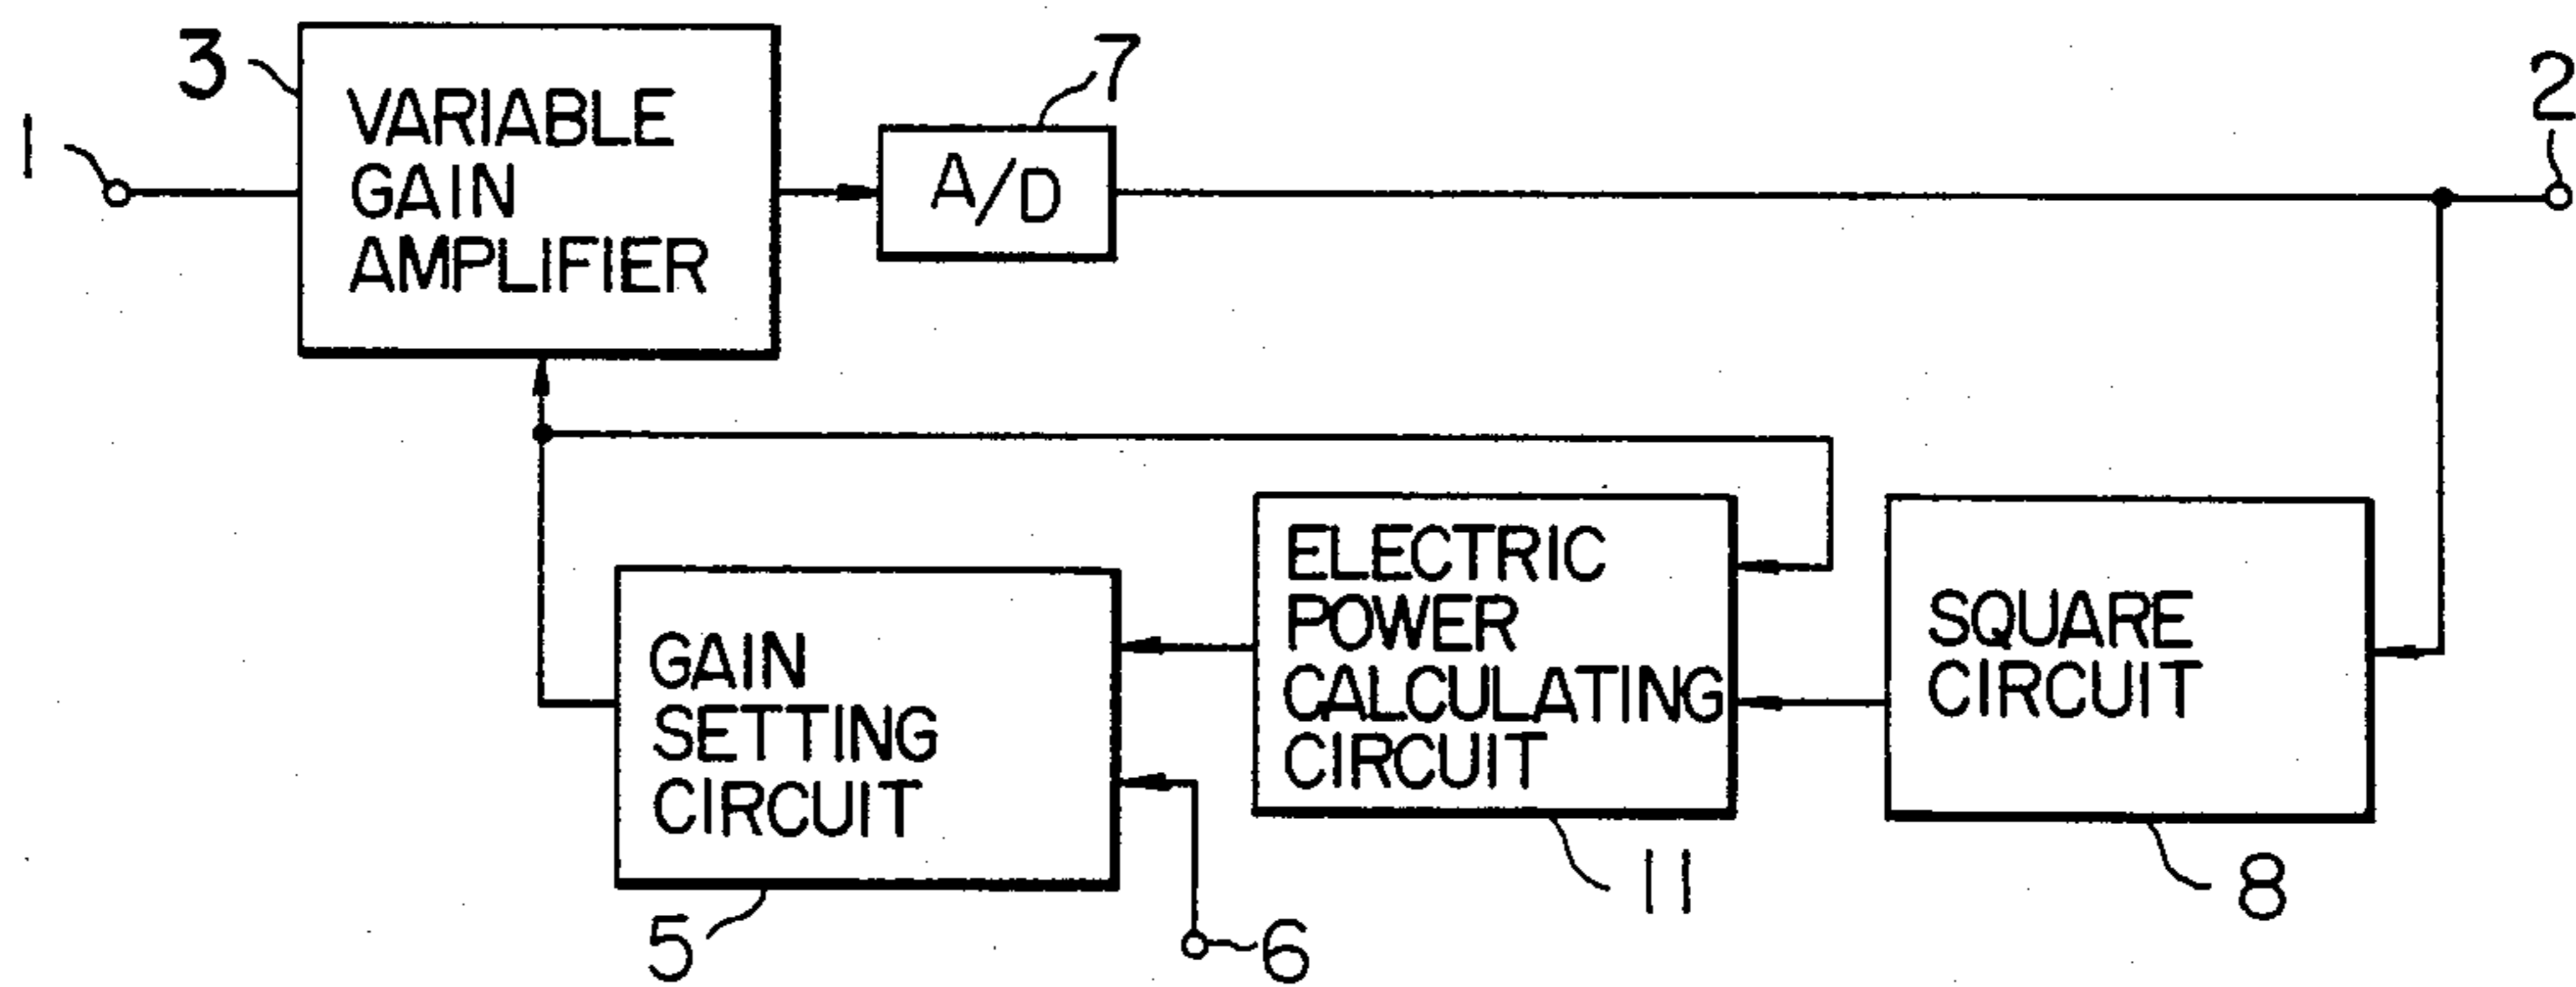 3
VARIABLE
GAIN
AMPLIFIER
1
7
A/D
2
ELECTRIC
POWER
CALCULATING
CIRCUIT
SQUARE
CIRCUIT
GAIN
SETTING
CIRCUIT
5
6
11
8